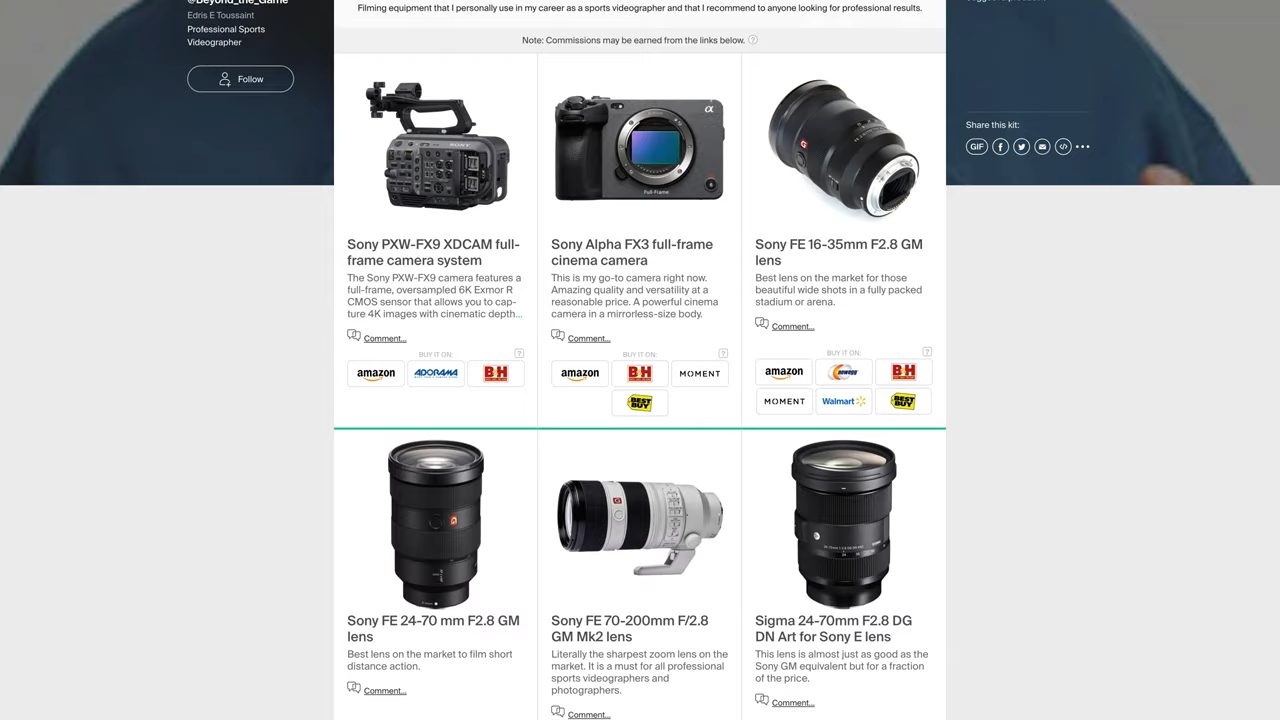 @Beyond_the_Game
Edris E Toussaint
Professional Sports
Videographer
Follow
Filming equipment that I personally use in my career as a sports videographer and that I recommend to anyone looking for professional results.
Note: Commissions may be earned from the links below. ?
SONY
α
Full-Frame
G
Sony PXW-FX9 XDCAM full-
frame camera system
The Sony PXW-FX9 camera features a
full-frame, oversampled 6K Exmor R
CMOS sensor that allows you to cap-
ture 4K images with cinematic depth...
Comment...
BUY IT ON: ?
amazon ADORAMA B&H
Sony Alpha FX3 full-frame
cinema camera
This is my go-to camera right now.
Amazing quality and versatility at a
reasonable price. A powerful cinema
camera in a mirrorless-size body.
Comment...
BUY IT ON: ?
amazon B&H MOMENT
BEST BUY
Sony FE 16-35mm F2.8 GM
lens
Best lens on the market for those
beautiful wide shots in a fully packed
stadium or arena.
Comment...
BUY IT ON: ?
amazon newegg B&H
MOMENT Walmart BEST BUY
Share this kit:
GIF
G
G
Sony FE 24-70 mm F2.8 GM
lens
Best lens on the market to film short
distance action.
Comment...
Sony FE 70-200mm F/2.8
GM Mk2 lens
Literally the sharpest zoom lens on the
market. It is a must for all professional
sports videographers and
photographers.
Comment...
Sigma 24-70mm F2.8 DG
DN Art for Sony E lens
This lens is almost just as good as the
Sony GM equivalent but for a fraction
of the price.
Comment...